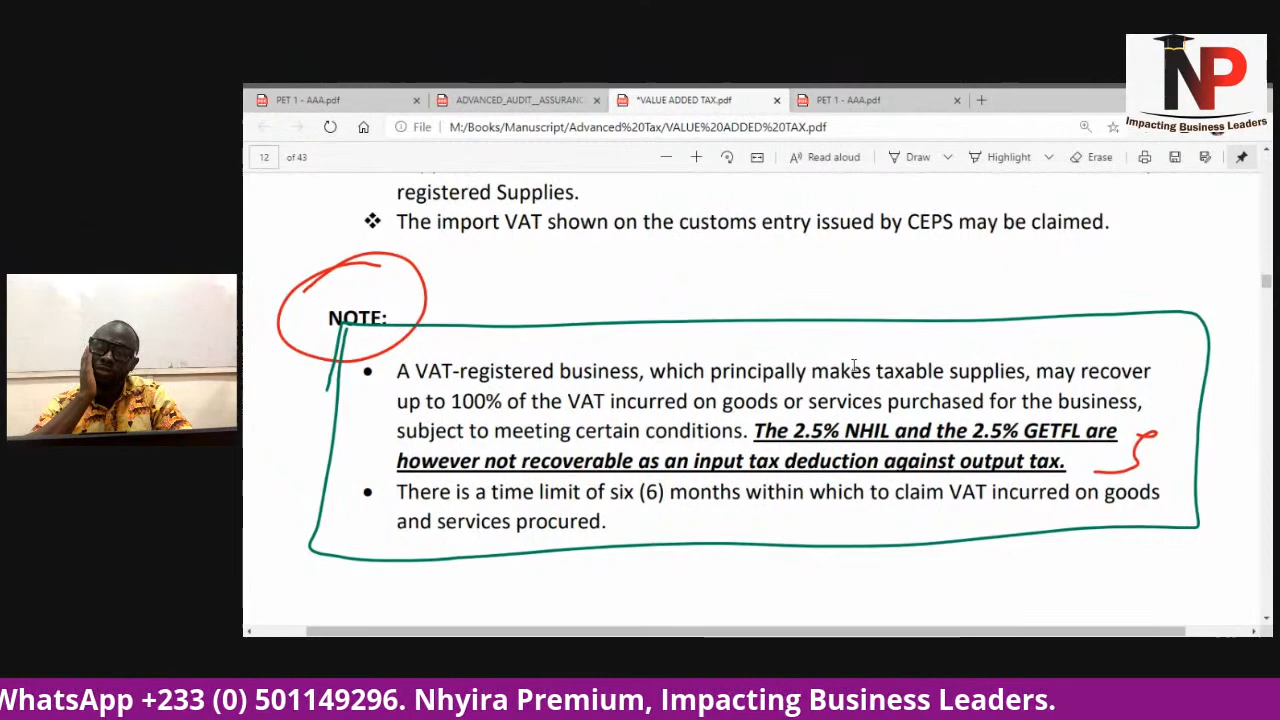 NP
Impacting Business Leaders
PET 1 - AAA.pdf
ADVANCED_AUDIT__ASSURANC
*VALUE ADDED TAX.pdf
PET 1 - AAA.pdf
File M:/Books/Manuscript/Advanced%20Tax/VALUE%20ADDED%20TAX.pdf
12 of 43
Read aloud
Draw
Highlight
Erase
registered Supplies.
❖ The import VAT shown on the customs entry issued by CEPS may be claimed.
NOTE:
• A VAT-registered business, which principally makes taxable supplies, may recover
up to 100% of the VAT incurred on goods or services purchased for the business,
subject to meeting certain conditions. The 2.5% NHIL and the 2.5% GETFL are
however not recoverable as an input tax deduction against output tax.
• There is a time limit of six (6) months within which to claim VAT incurred on goods
and services procured.
WhatsApp +233 (0) 501149296. Nhyira Premium, Impacting Business Leaders.